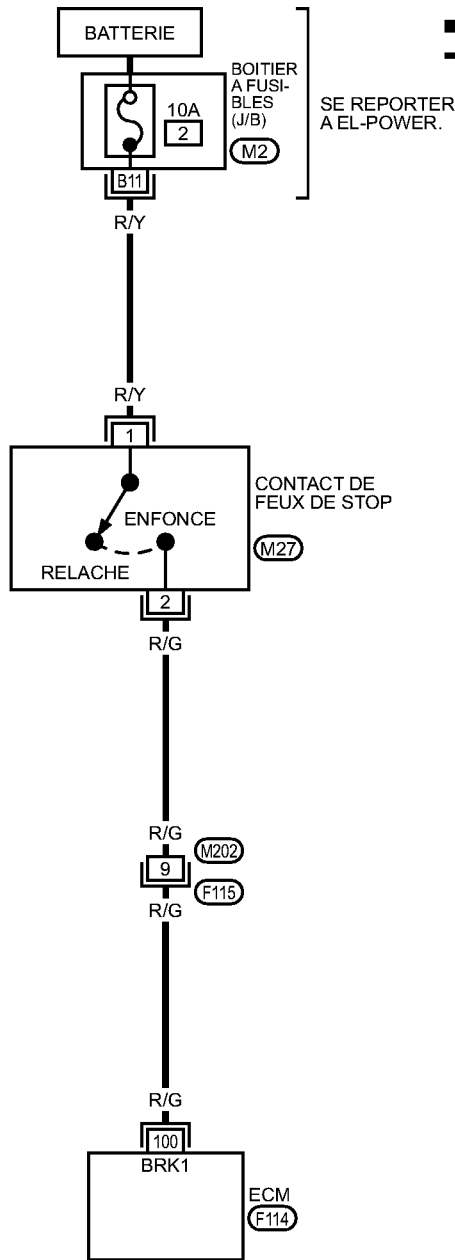 BATTERIE
BOITIER
A FUSI-
BLES
(J/B)
10A
2
M2
SE REPORTER
A EL-POWER.
B11
R/Y
R/Y
1
CONTACT DE
FEUX DE STOP
ENFONCE
M27
RELACHE
2
R/G
R/G
M202
9
F115
R/G
R/G
100
BRK1
ECM
F114